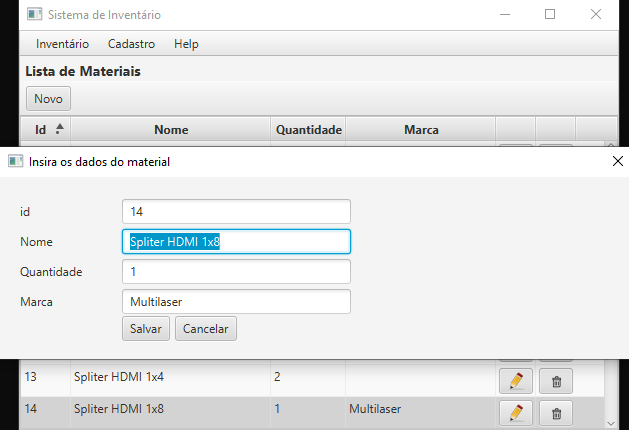 Sistema de Inventário
Inventário Cadastro Help
Lista de Materiais
Novo
Id Nome Quantidade Marca
Insira os dados do material
id 14
Nome Spliter HDMI 1x8
Quantidade 1
Marca Multilaser
Salvar Cancelar
13 Spliter HDMI 1x4 2
14 Spliter HDMI 1x8 1 Multilaser